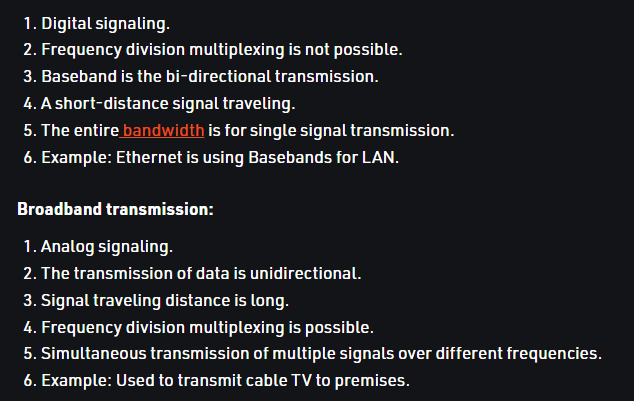 1. Digital signaling.
2. Frequency division multiplexing is not possible.
3. Baseband is the bi-directional transmission.
4. A short-distance signal traveling.
5. The entire bandwidth is for single signal transmission.
6. Example: Ethernet is using Basebands for LAN.
Broadband transmission:
1. Analog signaling.
2. The transmission of data is unidirectional.
3. Signal traveling distance is long.
4. Frequency division multiplexing is possible.
5. Simultaneous transmission of multiple signals over different frequencies.
6. Example: Used to transmit cable TV to premises.